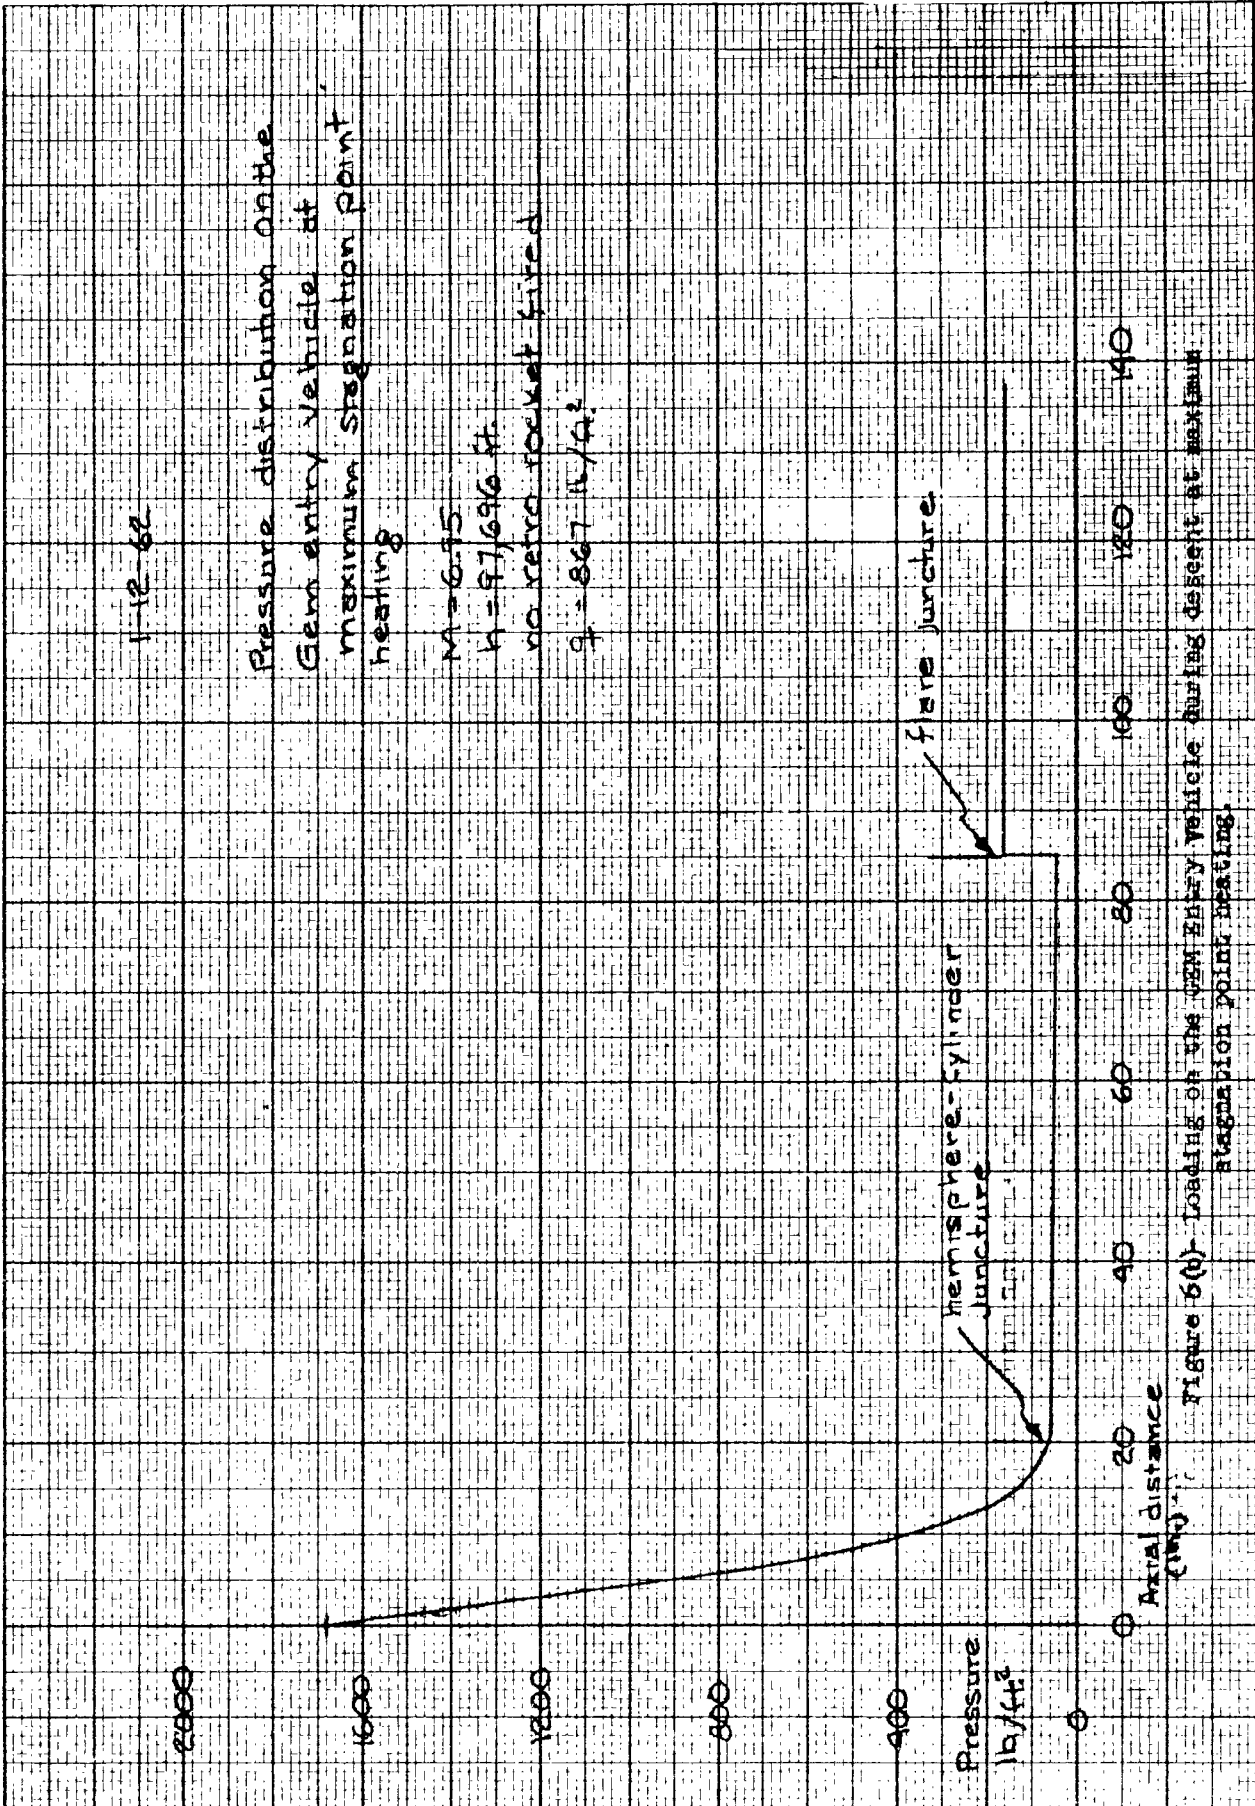 1-12-62
Pressure distribution on the
Gem entry vehicle at
maximum stagnation point
heating
M=6.75
h=97,696 ft.
no retro rocket fired
q = 867 lb/ft²
2000
1600
1200
800
400
0
Pressure
lb/ft²
hemisphere-cylinder
juncture
flare juncture
0 20 40 60 80 100 120 140
Axial distance
(in.)
Figure 6(b)- Loading on the GEM Entry Vehicle during descent at maximum
stagnation point heating.